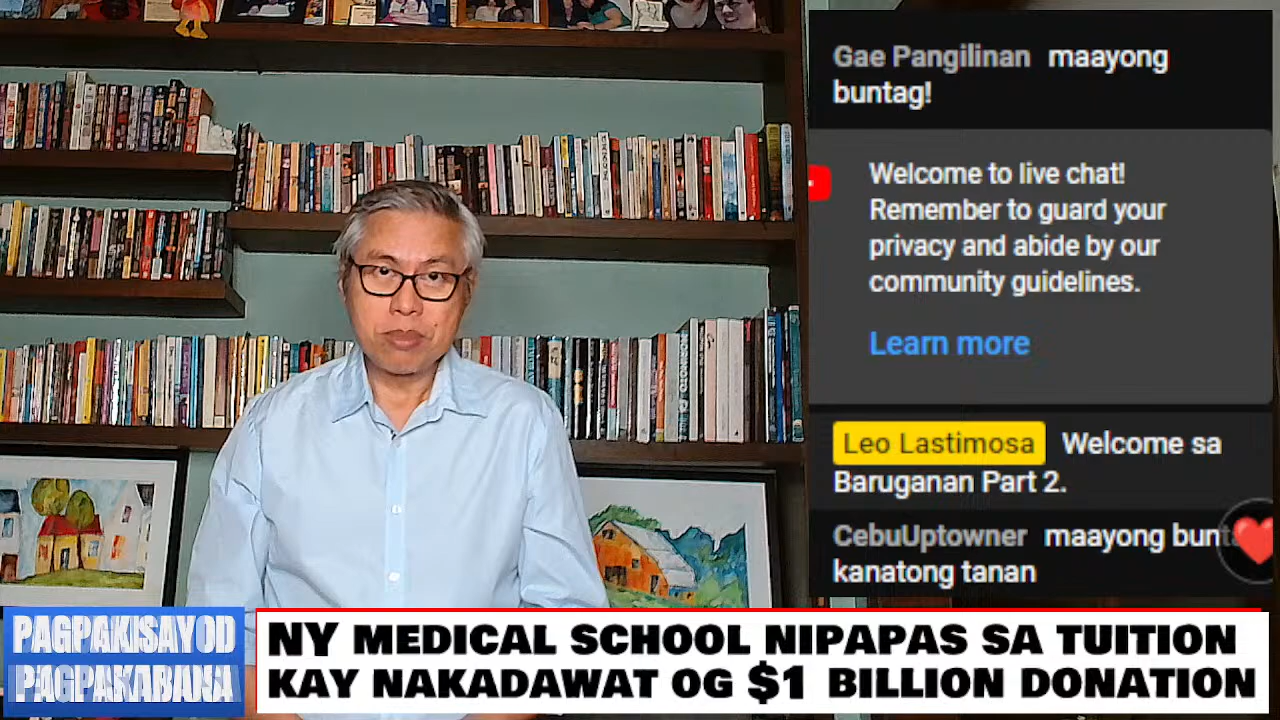 Gae Pangilinan maayong
buntag!
Welcome to live chat!
Remember to guard your
privacy and abide by our
community guidelines.
Learn more
Leo Lastimosa Welcome sa
Baruganan Part 2.
CebuUptowner maayong bunt
kanatong tanan
PAGPAKISAYOD
PAGPAKABANA
NY MEDICAL SCHOOL NIPAPAS SA TUITION
KAY NAKADAWAT OG $1 BILLION DONATION